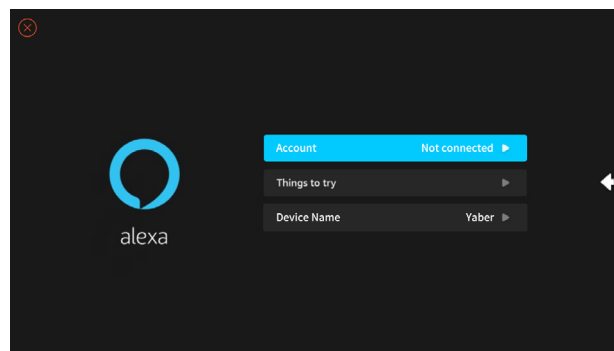 Account Not connected
Things to try
Device Name Yaber
alexa